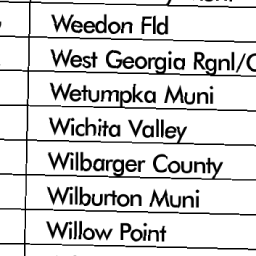 Weedon Fld
West Georgia Rgnl/
Wetumpka Muni
Wichita Valley
Wilbarger County
Wilburton Muni
Willow Point